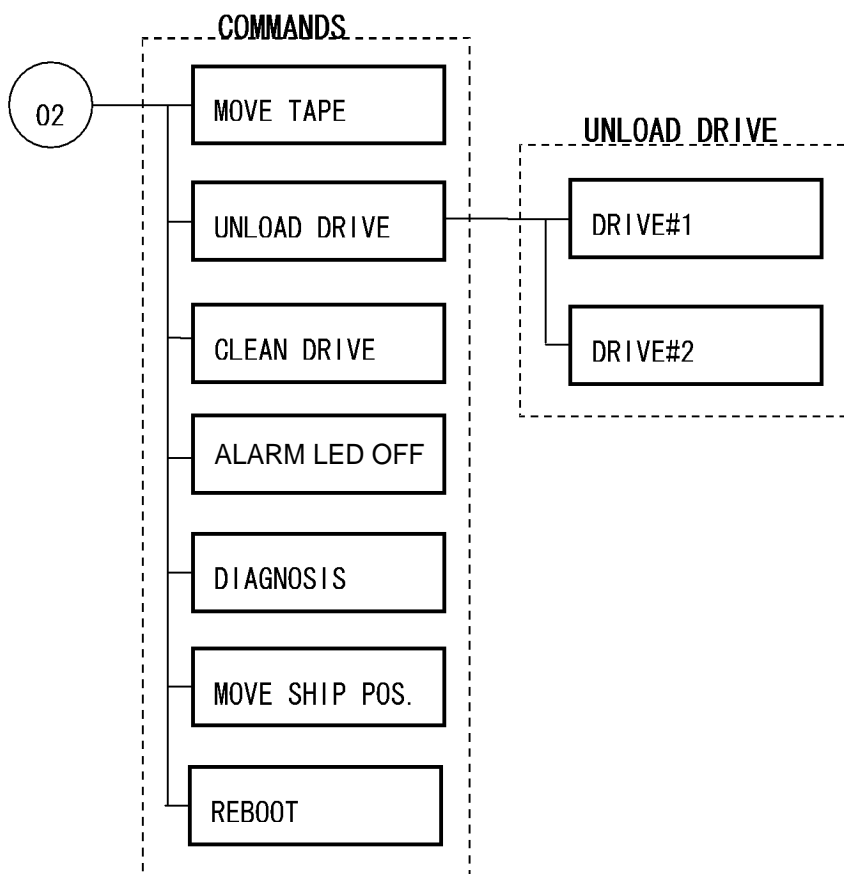 COMMANDS
02
MOVE TAPE
UNLOAD DRIVE
CLEAN DRIVE
ALARM LED OFF
DIAGNOSIS
MOVE SHIP POS.
REBOOT
UNLOAD DRIVE
DRIVE#1
DRIVE#2